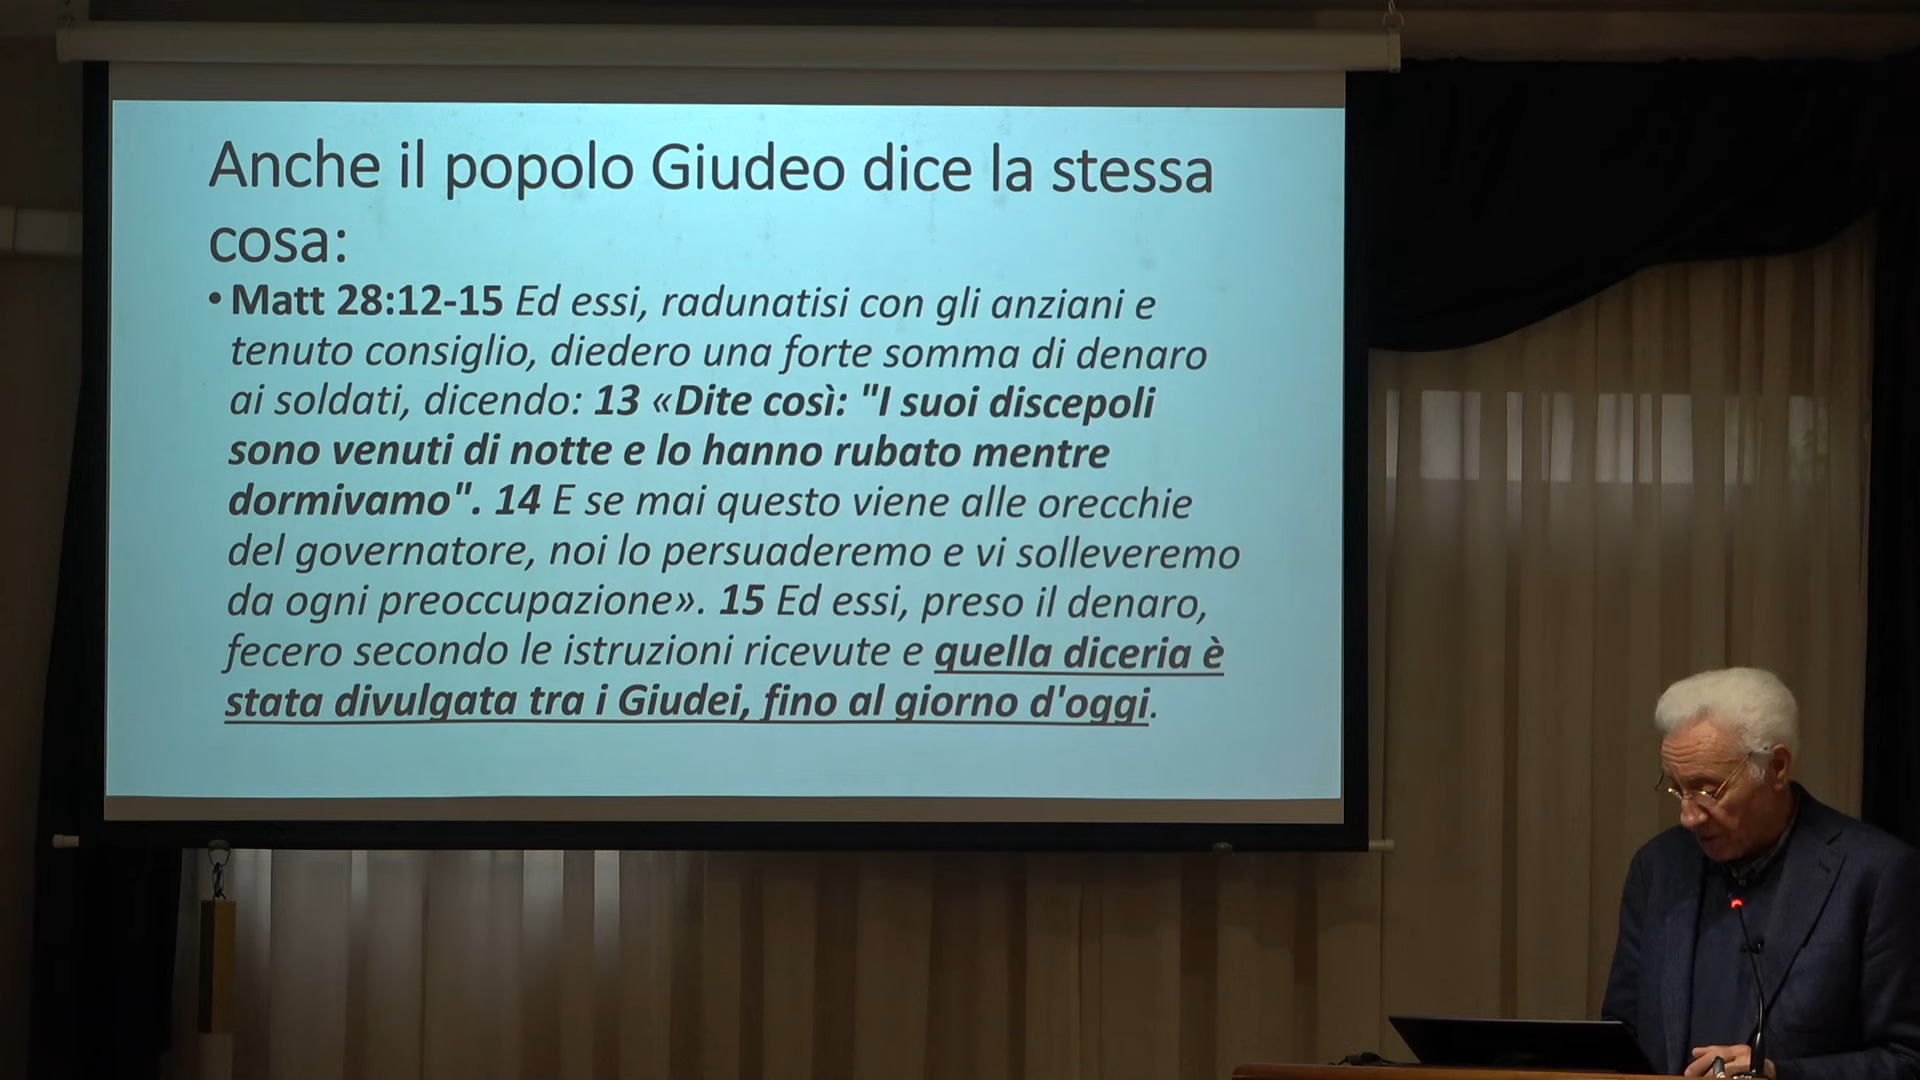 Anche il popolo Giudeo dice la stessa
cosa:
• Matt 28:12-15 Ed essi, radunatisi con gli anziani e
tenuto consiglio, diedero una forte somma di denaro
ai soldati, dicendo: 13 «Dite così: "I suoi discepoli
sono venuti di notte e lo hanno rubato mentre
dormivamo". 14 E se mai questo viene alle orecchie
del governatore, noi lo persuaderemo e vi solleveremo
da ogni preoccupazione». 15 Ed essi, preso il denaro,
fecero secondo le istruzioni ricevute e quella diceria è
stata divulgata tra i Giudei, fino al giorno d'oggi.